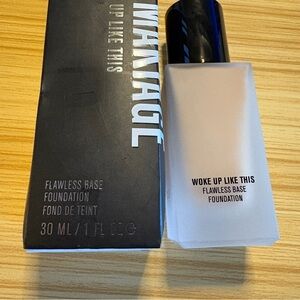 UP LIKE THIS
FLAWLESS BASE
FOUNDATION
FOND DE TEINT
30 ML / 1 FL
WOKE UP LIKE THIS
FLAWLESS BASE
FOUNDATION